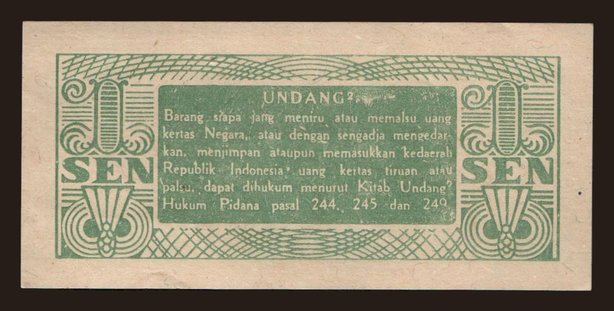 1
SEN
UNDANG²
Barang siapa jang meniru atau memalsu uang
kertas Negara, atau dengan sengadja mengedar-
kan, menjimpan ataupun memasukkan kedaerah
Republik Indonesia uang kertas tiruan atau
palsu, dapat dihukum menurut Kitab Undang²
Hukum Pidana pasal 244, 245 dan 249.
1
SEN